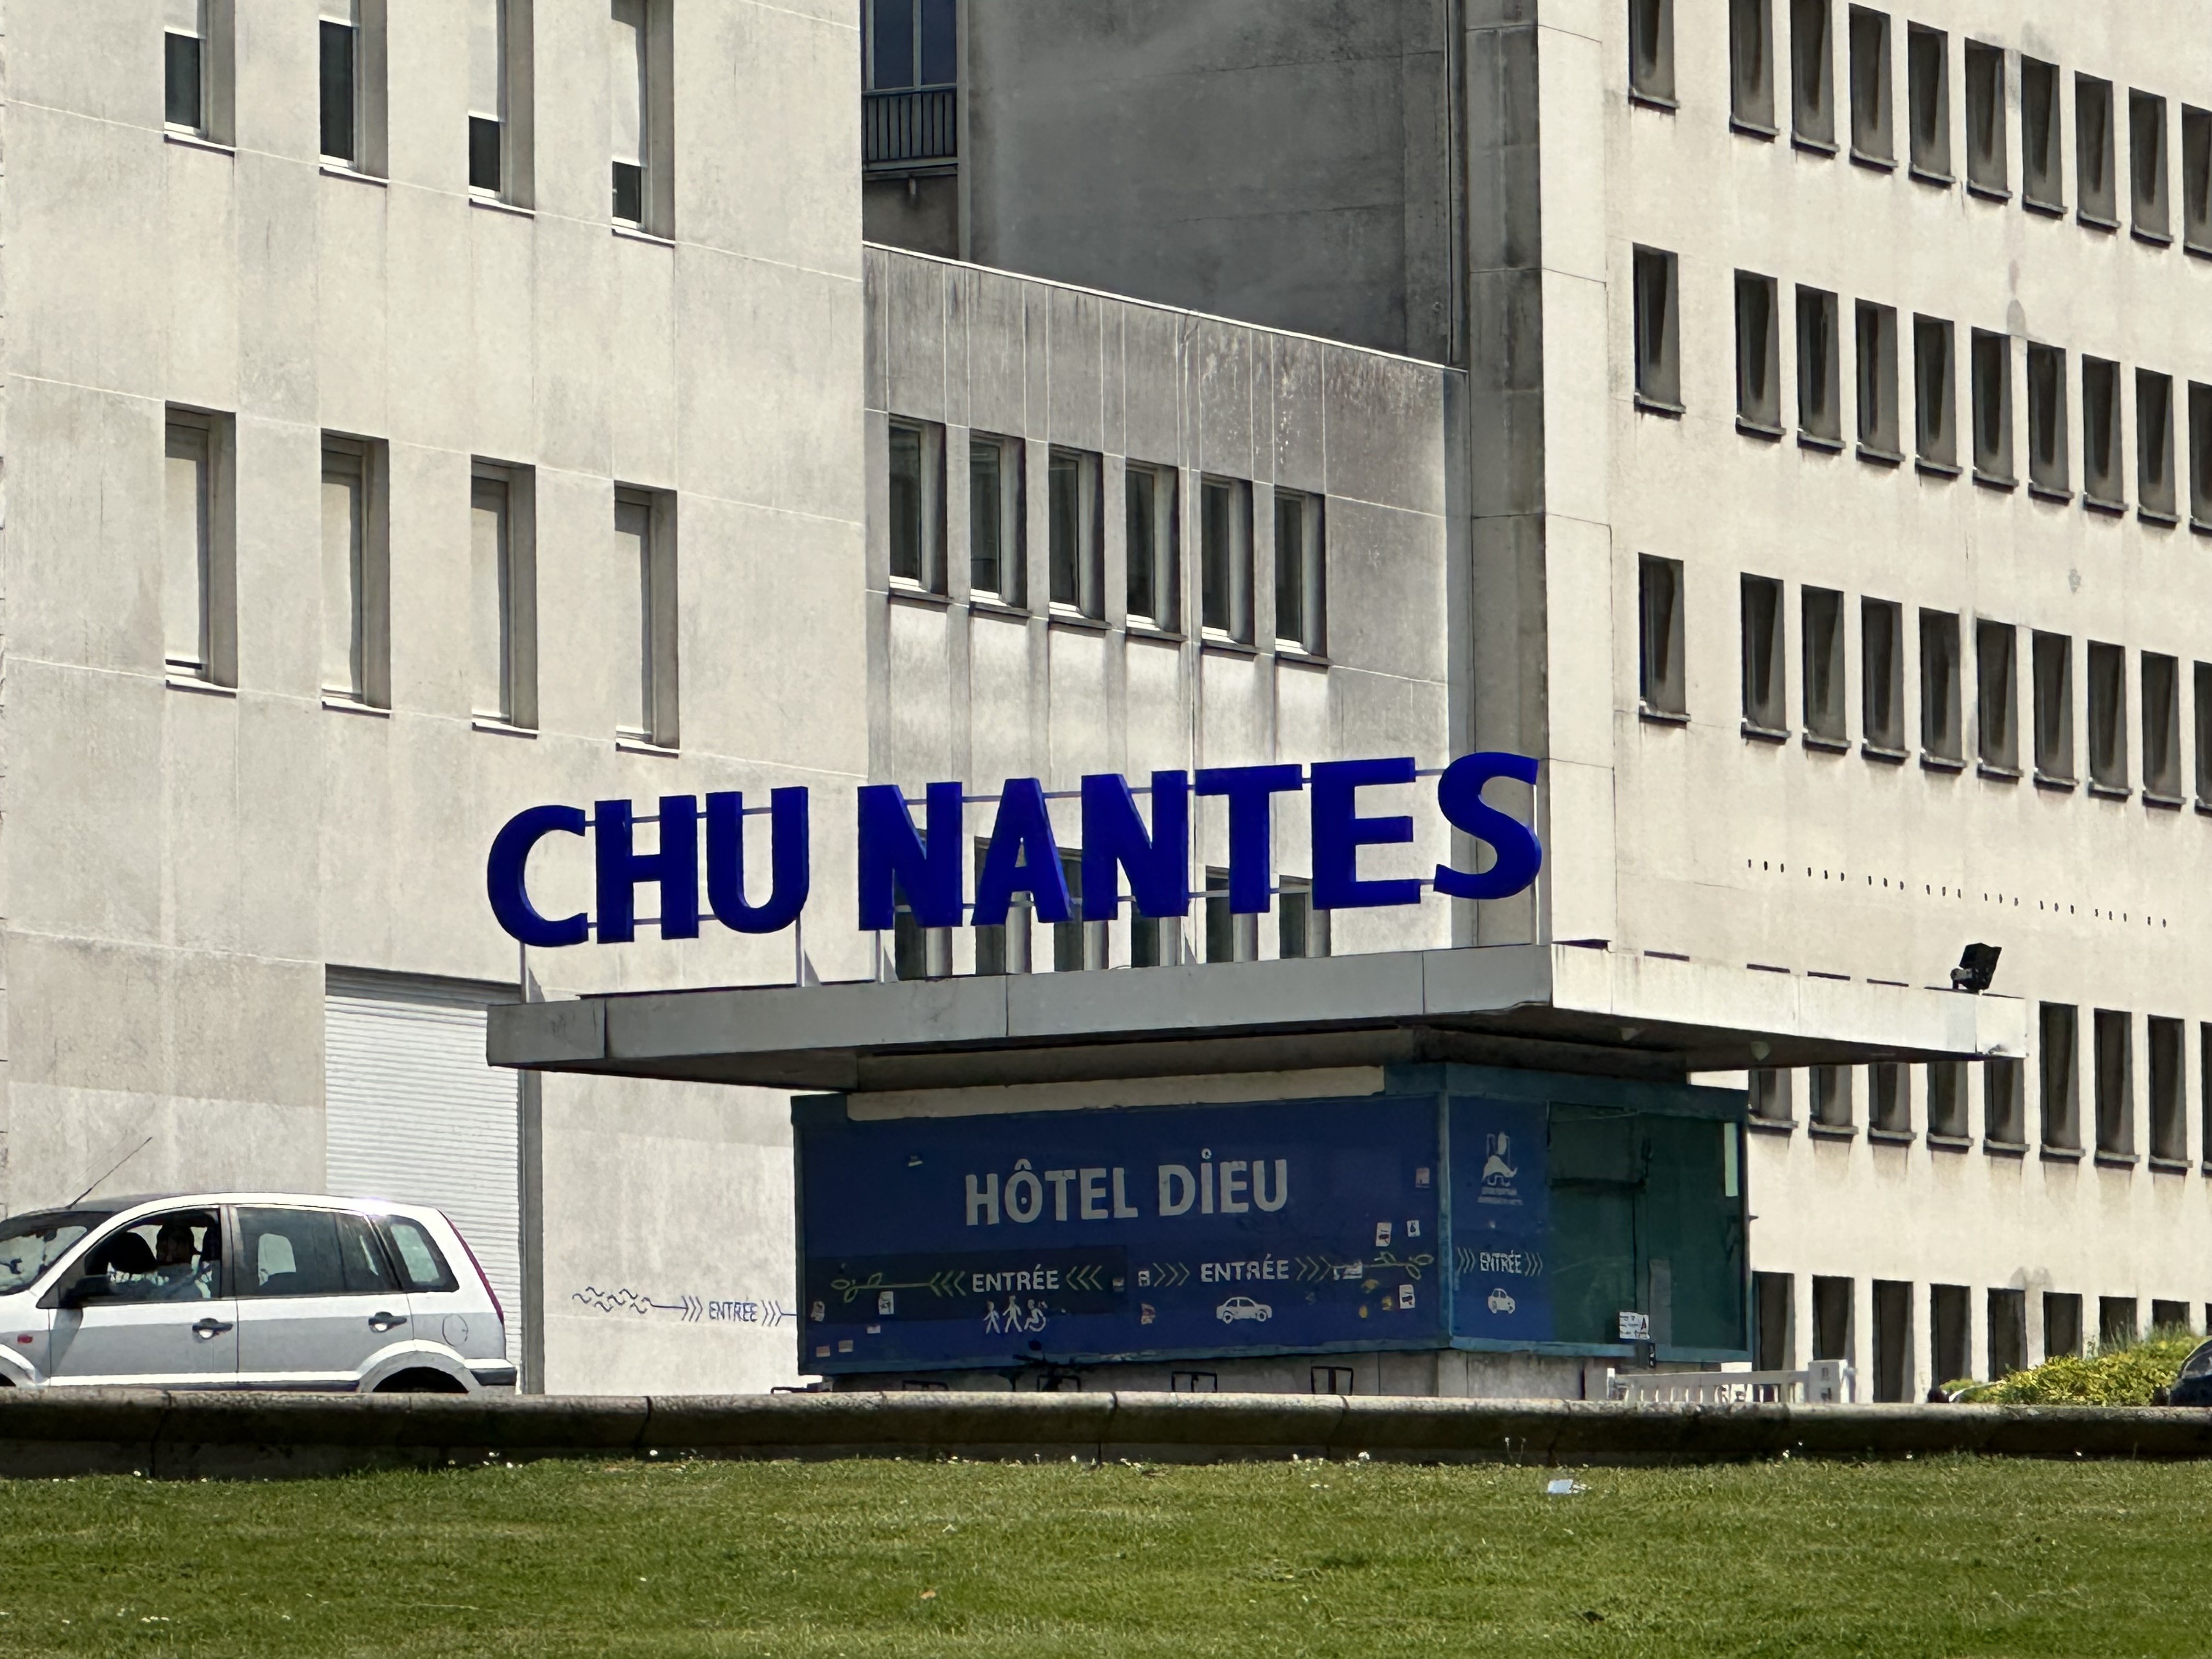 CHU NANTES
HÔTEL DIEU
<<< ENTRÉE <<<
>>> ENTRÉE >>>
>>> ENTRÉE >>>
>>> ENTRÉE >>>